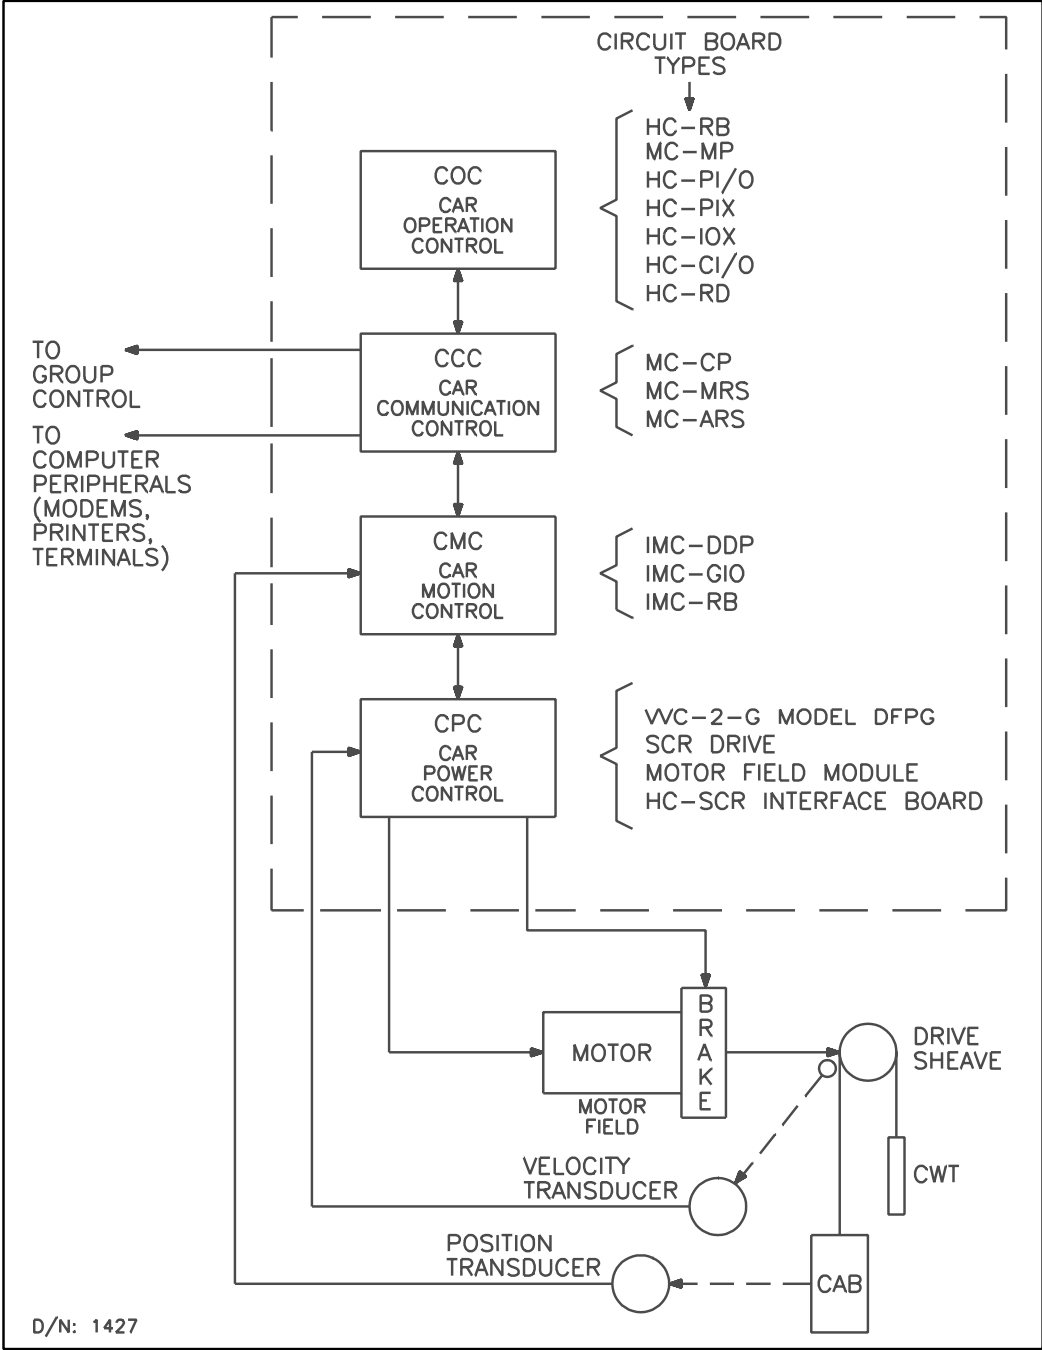 CIRCUIT BOARD
TYPES
HC-RB
MC-MP
HC-PI/O
HC-PIX
HC-IOX
HC-CI/O
HC-RD
COC
CAR
OPERATION
CONTROL
TO
GROUP
CONTROL
CCC
CAR
COMMUNICATION
CONTROL
MC-CP
MC-MRS
MC-ARS
TO
COMPUTER
PERIPHERALS
(MODEMS,
PRINTERS,
TERMINALS)
CMC
CAR
MOTION
CONTROL
IMC-DDP
IMC-GIO
IMC-RB
CPC
CAR
POWER
CONTROL
VVC-2-G MODEL DFPG
SCR DRIVE
MOTOR FIELD MODULE
HC-SCR INTERFACE BOARD
MOTOR
BRAKE
MOTOR
FIELD
DRIVE
SHEAVE
VELOCITY
TRANSDUCER
CWT
POSITION
TRANSDUCER
CAB
D/N: 1427